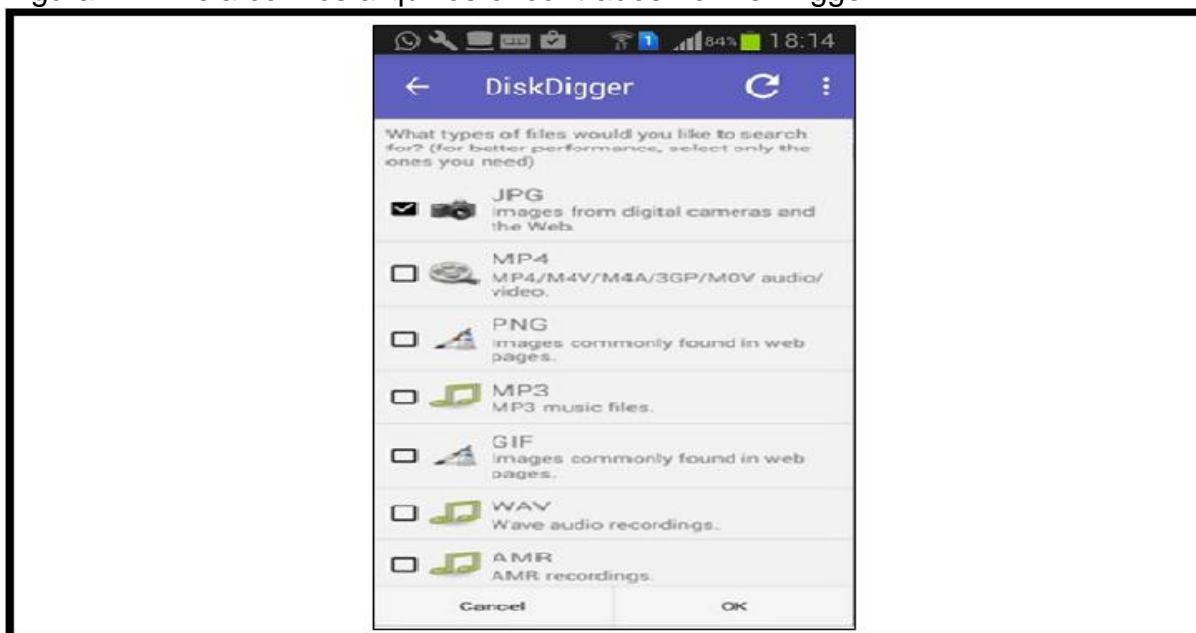 84% 18:14
DiskDigger
What types of files would you like to search
for? (for better performance, select only the
ones you need)
JPG
Images from digital cameras and
the Web.
MP4
MP4/M4V/M4A/3GP/MOV audio/
video.
PNG
Images commonly found in web
pages.
MP3
MP3 music files.
GIF
Images commonly found in web
pages.
WAV
Wave audio recordings.
AMR
AMR recordings.
Cancel OK